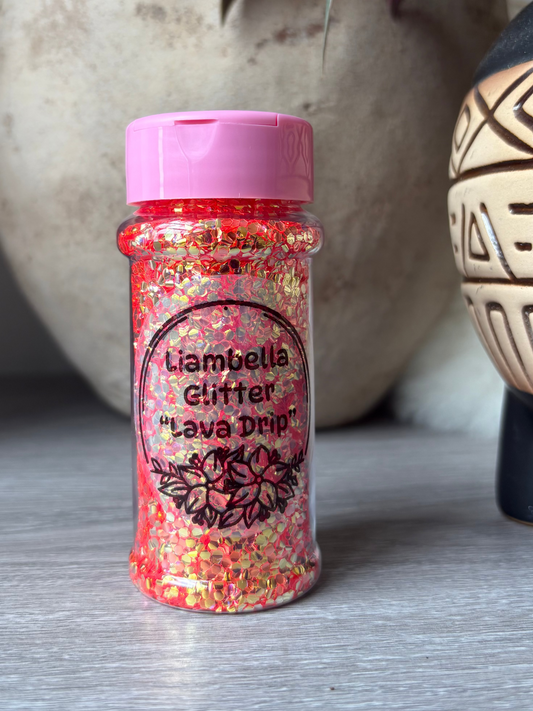 Liambella
Glitter
“Lava Drip”